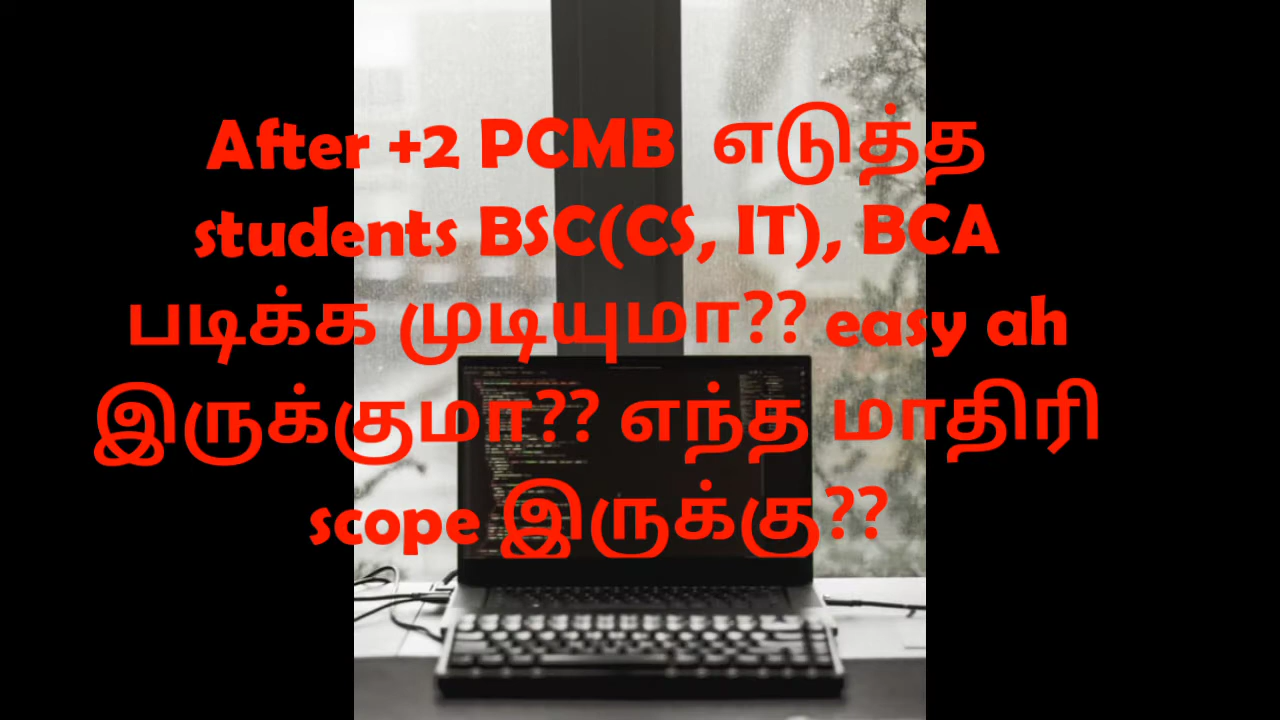 After +2 PCMB எடுத்த
students BSC(CS, IT), BCA
படிக்க முடியுமா?? easy ah
இருக்குமா?? எந்த மாதிரி
scope இருக்கு??